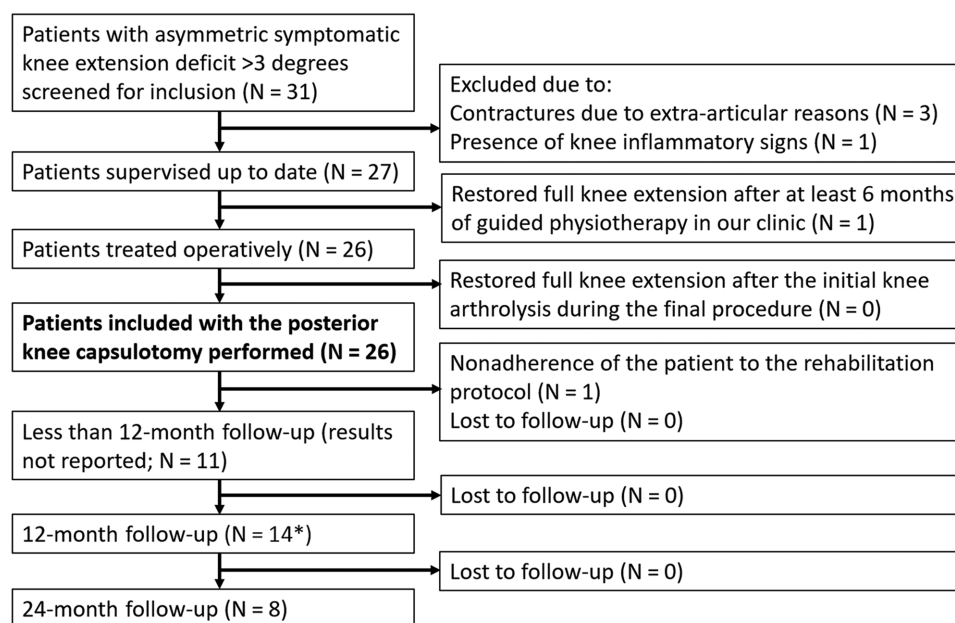 Patients with asymmetric symptomatic
knee extension deficit >3 degrees
screened for inclusion (N = 31)
Excluded due to:
Contractures due to extra-articular reasons (N = 3)
Presence of knee inflammatory signs (N = 1)
Patients supervised up to date (N = 27)
Restored full knee extension after at least 6 months
of guided physiotherapy in our clinic (N = 1)
Patients treated operatively (N = 26)
Restored full knee extension after the initial knee
arthrolysis during the final procedure (N = 0)
Patients included with the posterior
knee capsulotomy performed (N = 26)
Nonadherence of the patient to the rehabilitation
protocol (N = 1)
Lost to follow-up (N = 0)
Less than 12-month follow-up (results
not reported; N = 11)
Lost to follow-up (N = 0)
12-month follow-up (N = 14*)
Lost to follow-up (N = 0)
24-month follow-up (N = 8)